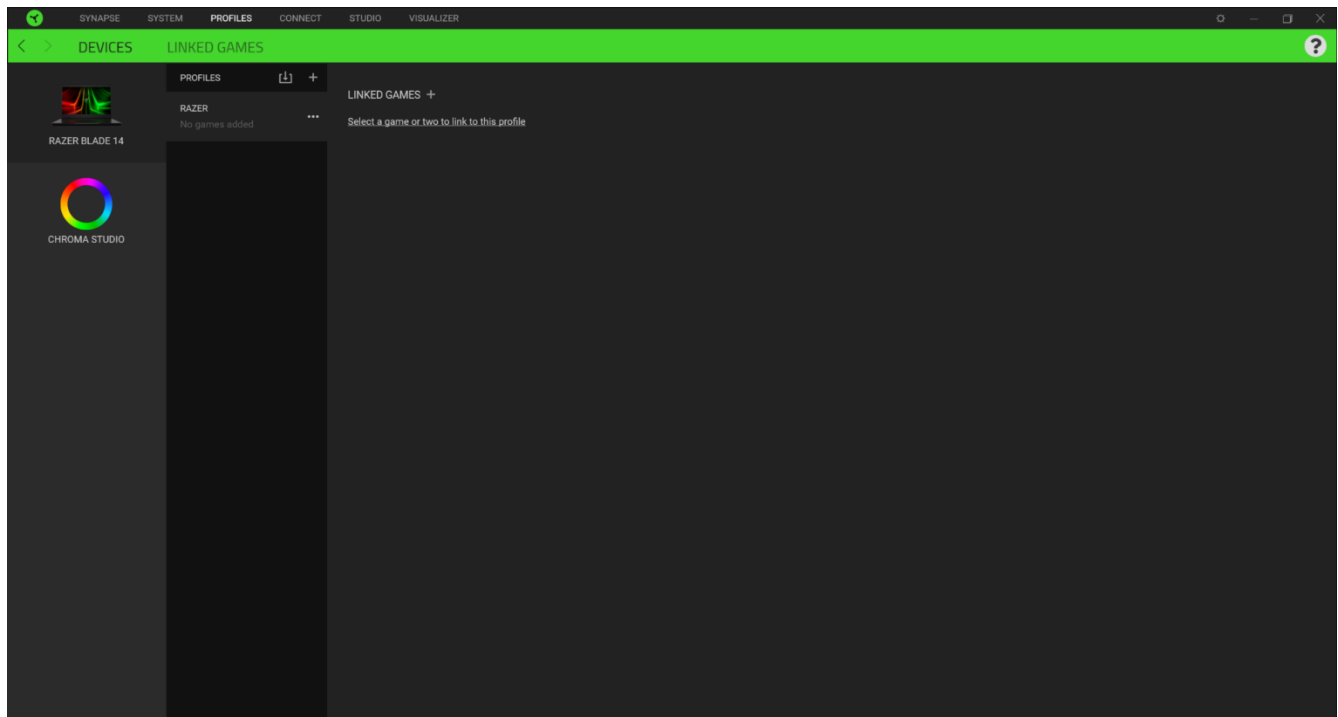 SYNAPSE SYSTEM PROFILES CONNECT STUDIO VISUALIZER
DEVICES LINKED GAMES ?
RAZER BLADE 14
CHROMA STUDIO
PROFILES
RAZER
No games added
LINKED GAMES +
Select a game or two to link to this profile